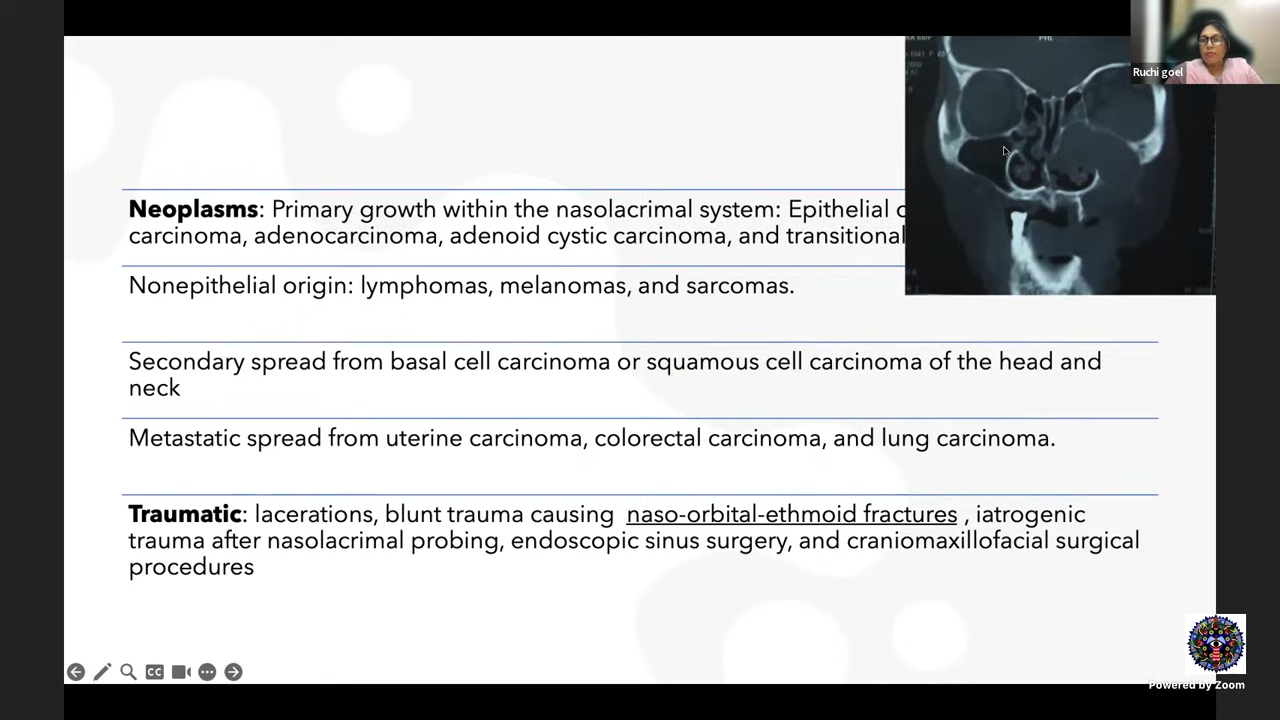 Ruchi goel
Neoplasms: Primary growth within the nasolacrimal system: Epithelial
carcinoma, adenocarcinoma, adenoid cystic carcinoma, and transitional
Nonepithelial origin: lymphomas, melanomas, and sarcomas.
Secondary spread from basal cell carcinoma or squamous cell carcinoma of the head and
neck
Metastatic spread from uterine carcinoma, colorectal carcinoma, and lung carcinoma.
Traumatic: lacerations, blunt trauma causing naso-orbital-ethmoid fractures , iatrogenic
trauma after nasolacrimal probing, endoscopic sinus surgery, and craniomaxillofacial surgical
procedures
CC
Powered by Zoom